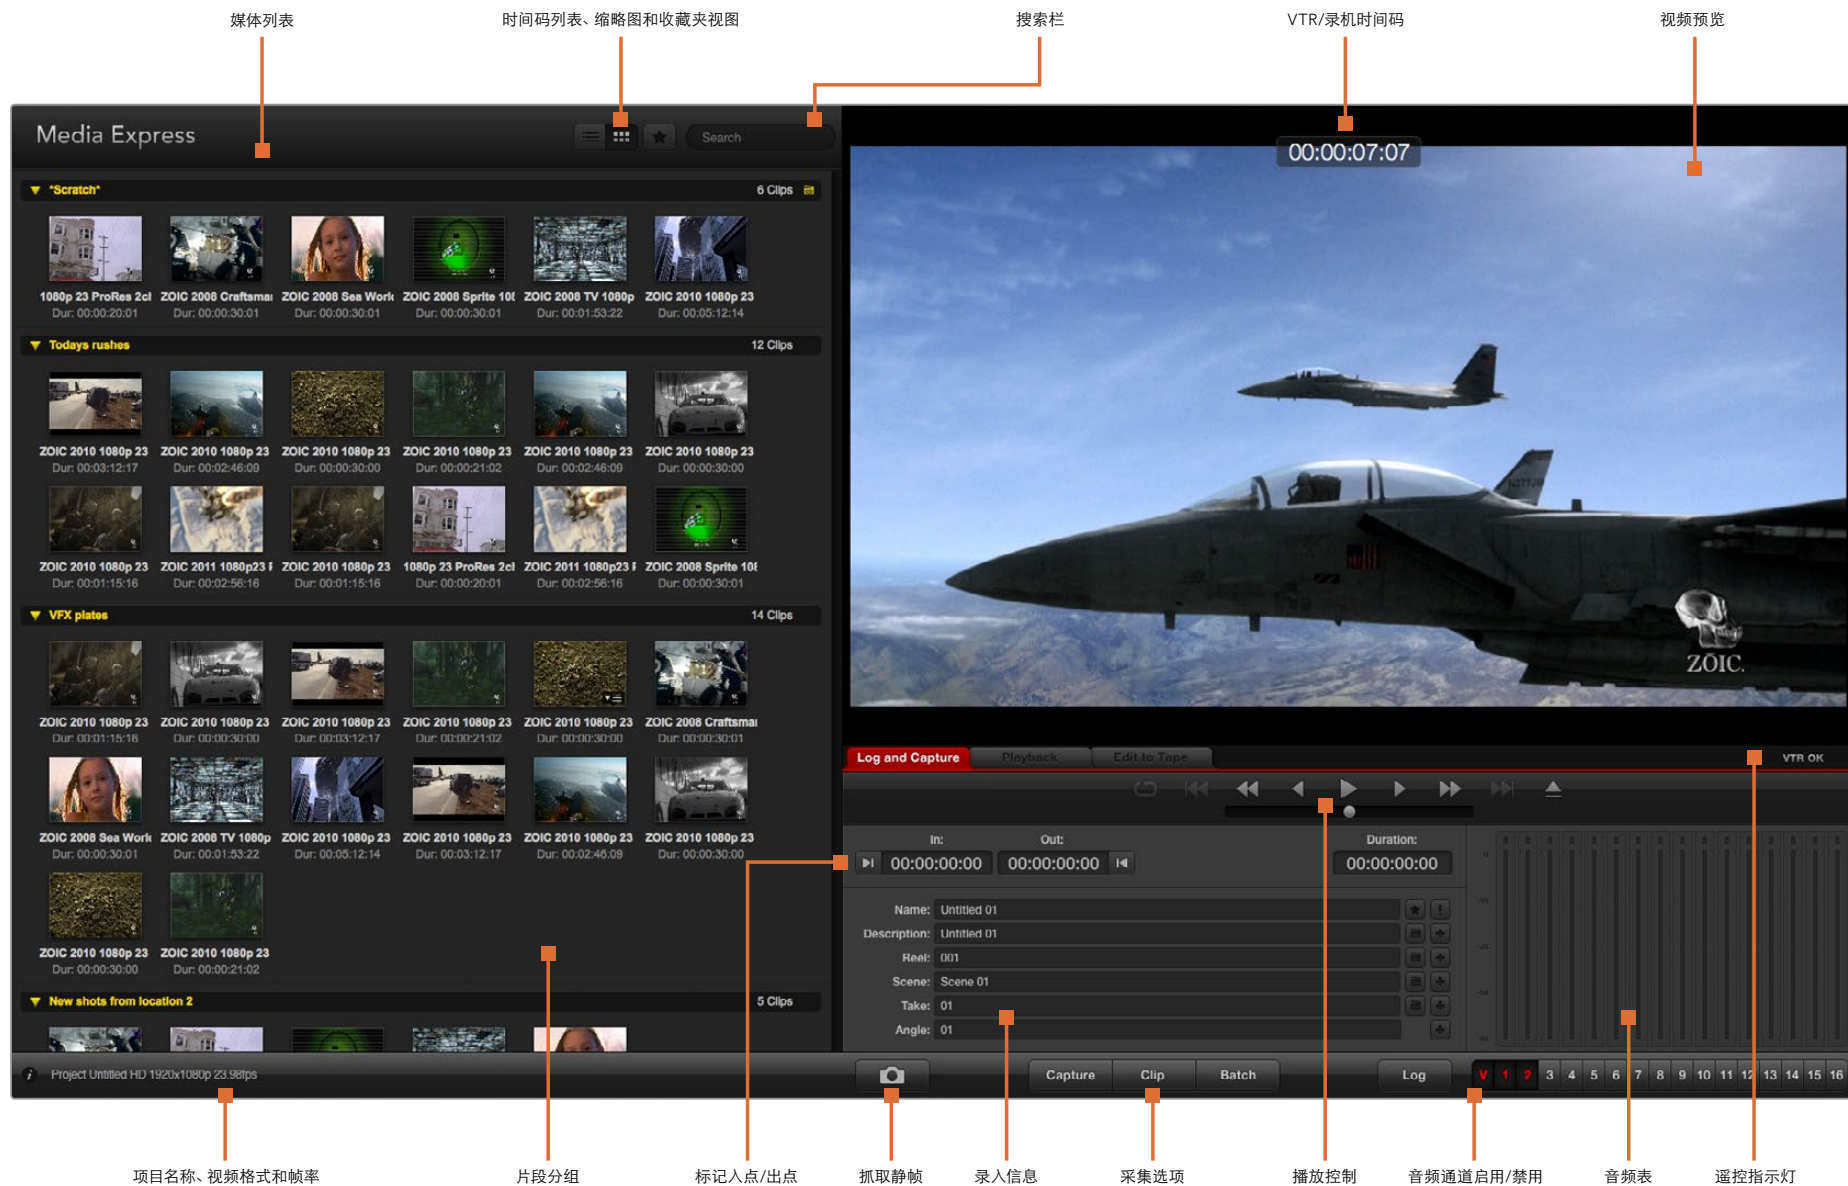 媒体列表
时间码列表、缩略图和收藏夹视图
搜索栏
VTR/录机时间码
视频预览
Media Express
Search
00:00:07:07
*Scratch*
6 Clips
1080p 23 ProRes 2cl
ZOIC 2008 Craftsma
ZOIC 2008 Sea Worl
ZOIC 2008 Sprite 108
ZOIC 2008 TV 1080p
ZOIC 2010 1080p 23
Dur: 00:00:20:01
Dur: 00:00:30:01
Dur: 00:00:30:01
Dur: 00:00:30:01
Dur: 00:01:53:22
Dur: 00:05:12:14
Todays rushes
12 Clips
ZOIC 2010 1080p 23
ZOIC 2010 1080p 23
ZOIC 2010 1080p 23
ZOIC 2010 1080p 23
ZOIC 2010 1080p 23
ZOIC 2010 1080p 23
Dur: 00:03:12:17
Dur: 00:02:46:09
Dur: 00:00:30:00
Dur: 00:00:21:02
Dur: 00:02:46:09
Dur: 00:00:30:00
ZOIC 2010 1080p 23
ZOIC 2011 1080p23 F
ZOIC 2010 1080p 23
1080p 23 ProRes 2cl
ZOIC 2011 1080p23 F
ZOIC 2008 Sprite 108
Dur: 00:01:15:16
Dur: 00:02:56:16
Dur: 00:01:15:16
Dur: 00:00:20:01
Dur: 00:02:56:16
Dur: 00:00:30:01
VFX plates
14 Clips
ZOIC 2010 1080p 23
ZOIC 2010 1080p 23
ZOIC 2010 1080p 23
ZOIC 2010 1080p 23
ZOIC 2010 1080p 23
ZOIC 2008 Craftsma
Dur: 00:01:15:16
Dur: 00:00:30:00
Dur: 00:03:12:17
Dur: 00:00:21:02
Dur: 00:00:30:00
Dur: 00:00:30:01
ZOIC 2008 Sea Worl
ZOIC 2008 TV 1080p
ZOIC 2010 1080p 23
ZOIC 2010 1080p 23
ZOIC 2010 1080p 23
ZOIC 2010 1080p 23
Dur: 00:00:30:01
Dur: 00:01:53:22
Dur: 00:05:12:14
Dur: 00:03:12:17
Dur: 00:02:46:09
Dur: 00:00:30:00
ZOIC 2010 1080p 23
ZOIC 2010 1080p 23
Dur: 00:00:30:00
Dur: 00:00:21:02
New shots from location 2
5 Clips
Project Untitled HD 1920x1080p 23.98fps
ZŌIC.
Log and Capture
Playback
Edit to Tape
VTR OK
In:
Out:
Duration:
00:00:00:00
00:00:00:00
00:00:00:00
Name: Untitled 01
Description: Untitled 01
Reel: 001
Scene: Scene 01
Take: 01
Angle: 01
Capture
Clip
Batch
Log
V 1 2 3 4 5 6 7 8 9 10 11 12 13 14 15 16
项目名称、视频格式和帧率
片段分组
标记入点/出点
抓取静帧
录入信息
采集选项
播放控制
音频通道启用/禁用
音频表
遥控指示灯